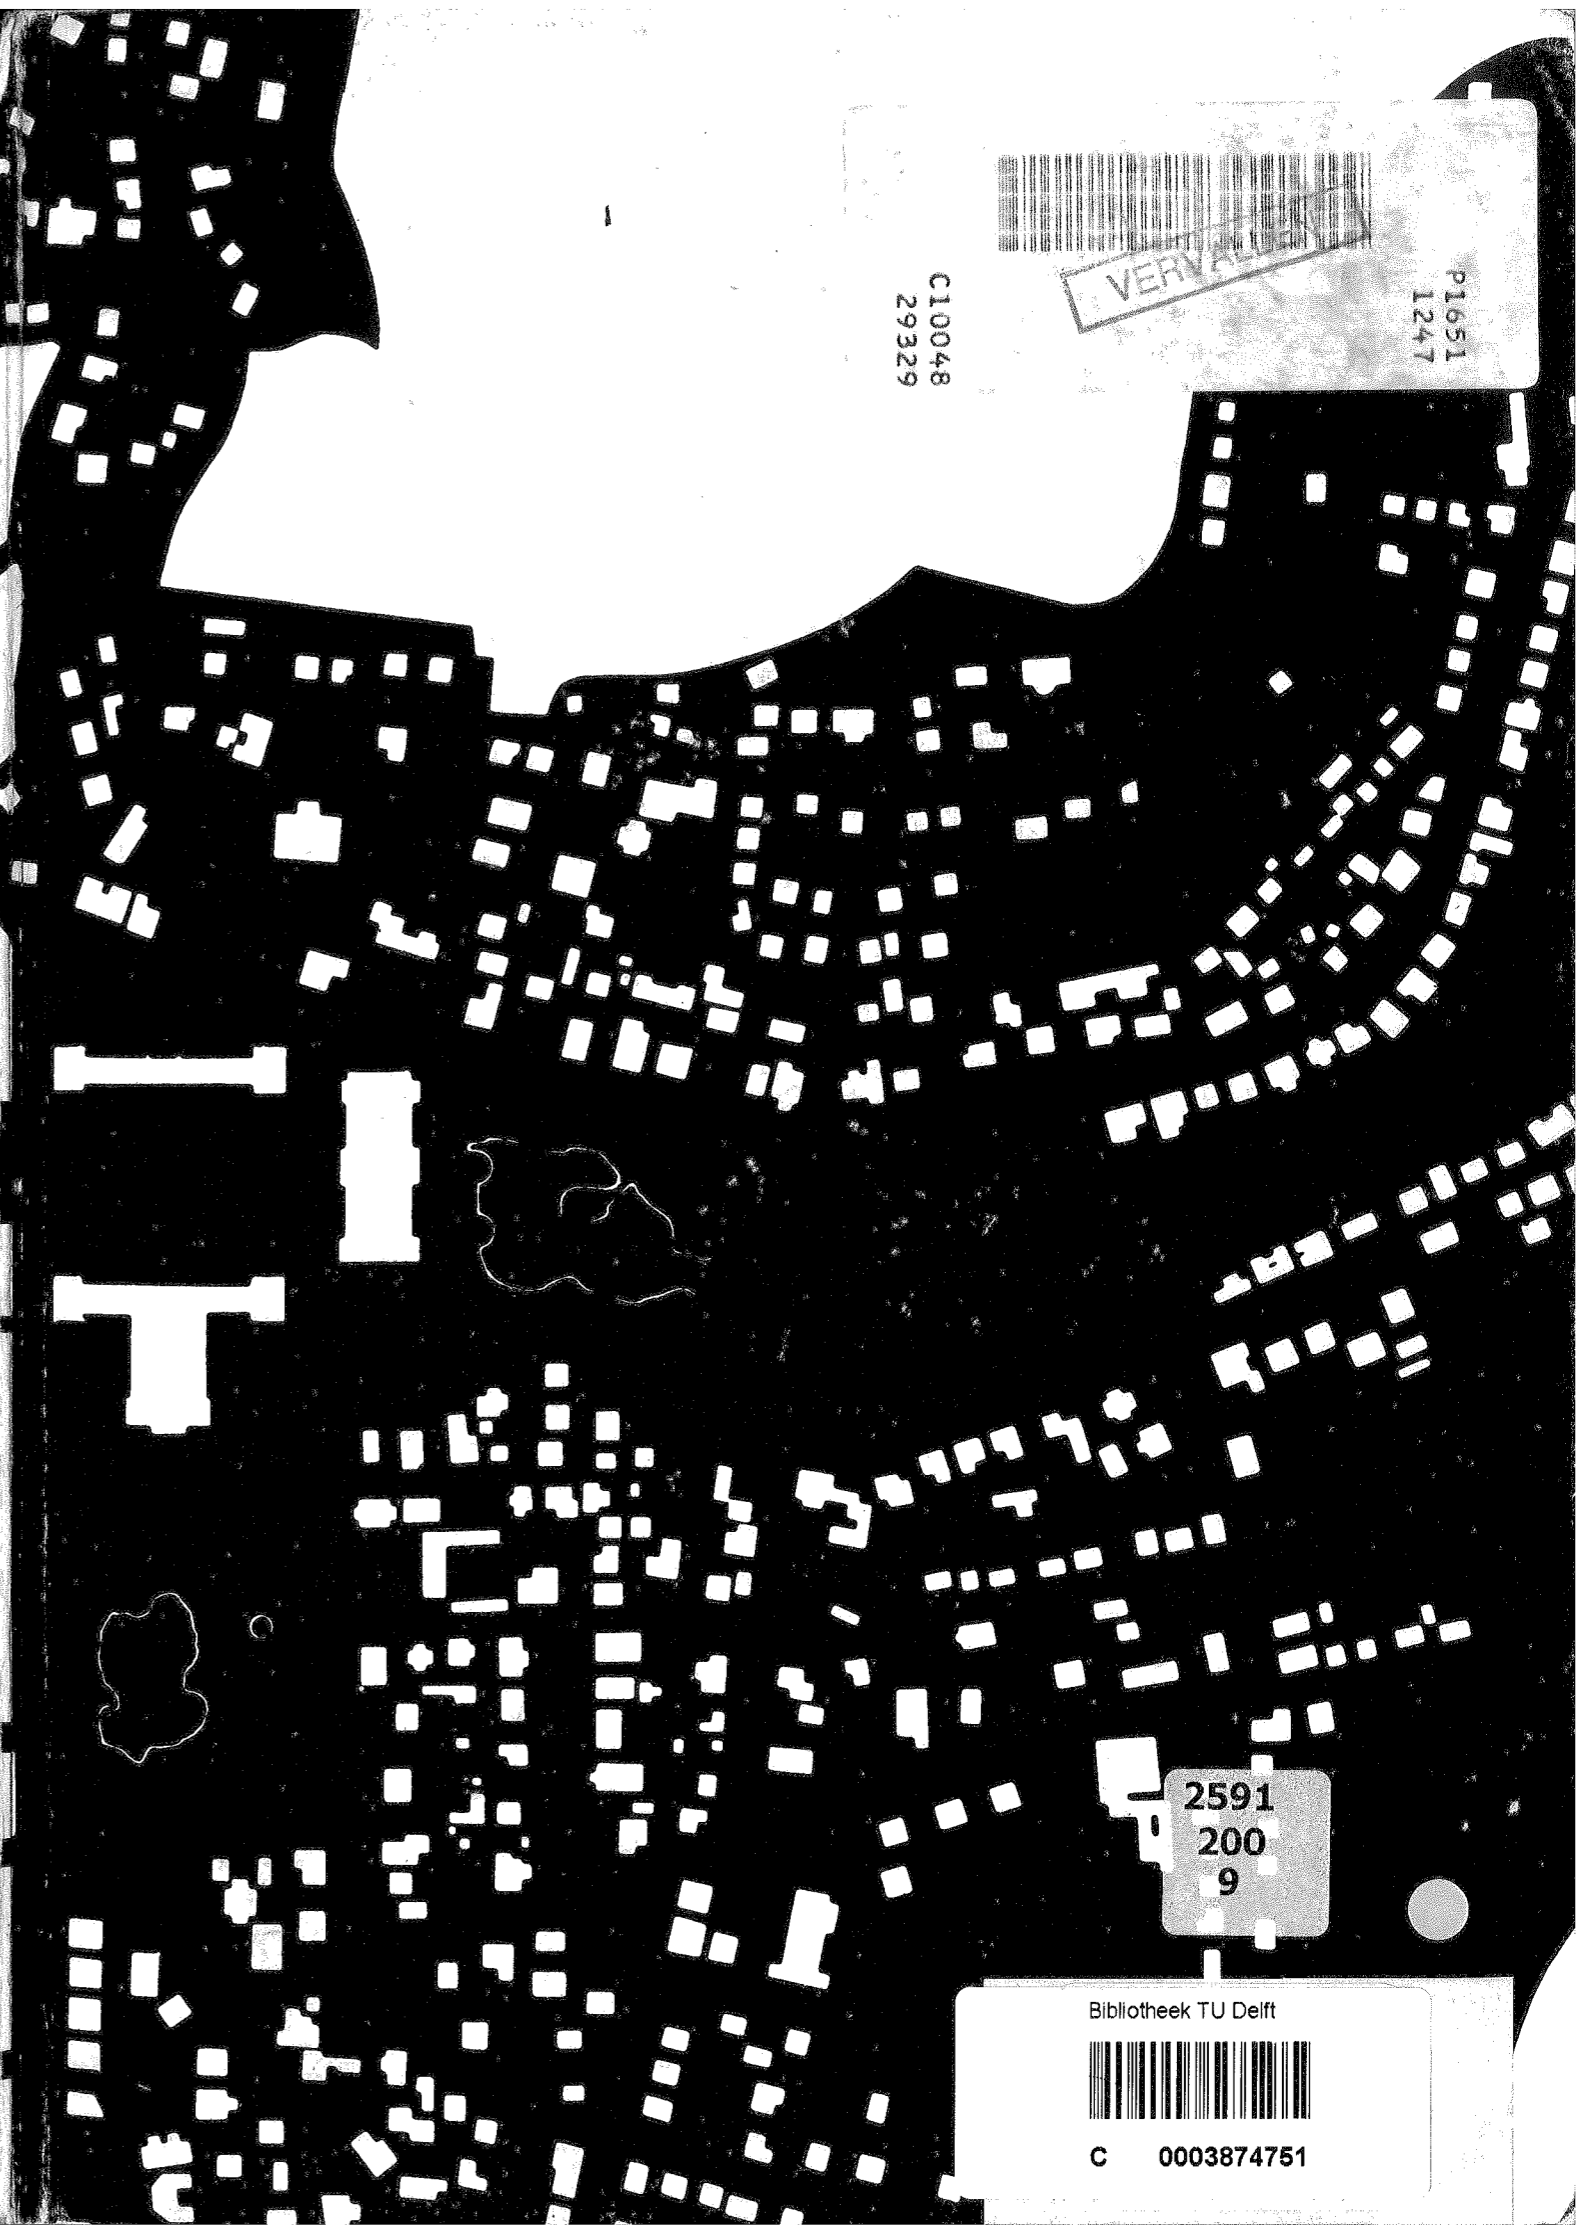 VERVALLEN
C10048
29329
P1651
1247
2591
200
9
Bibliotheek TU Delft
C 0003874751